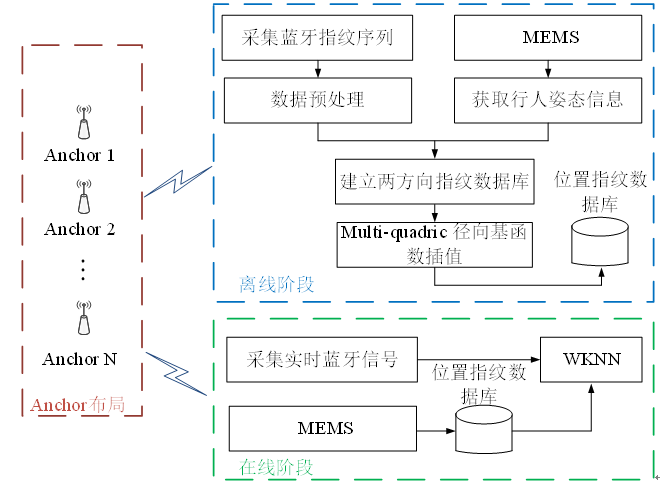 Anchor 1
Anchor 2
Anchor N
Anchor布局
采集蓝牙指纹序列
MEMS
数据预处理
获取行人姿态信息
建立两方向指纹数据库
Multi-quadric 径向基函
数插值
位置指纹数
据库
离线阶段
采集实时蓝牙信号
WKNN
位置指纹数
据库
MEMS
在线阶段